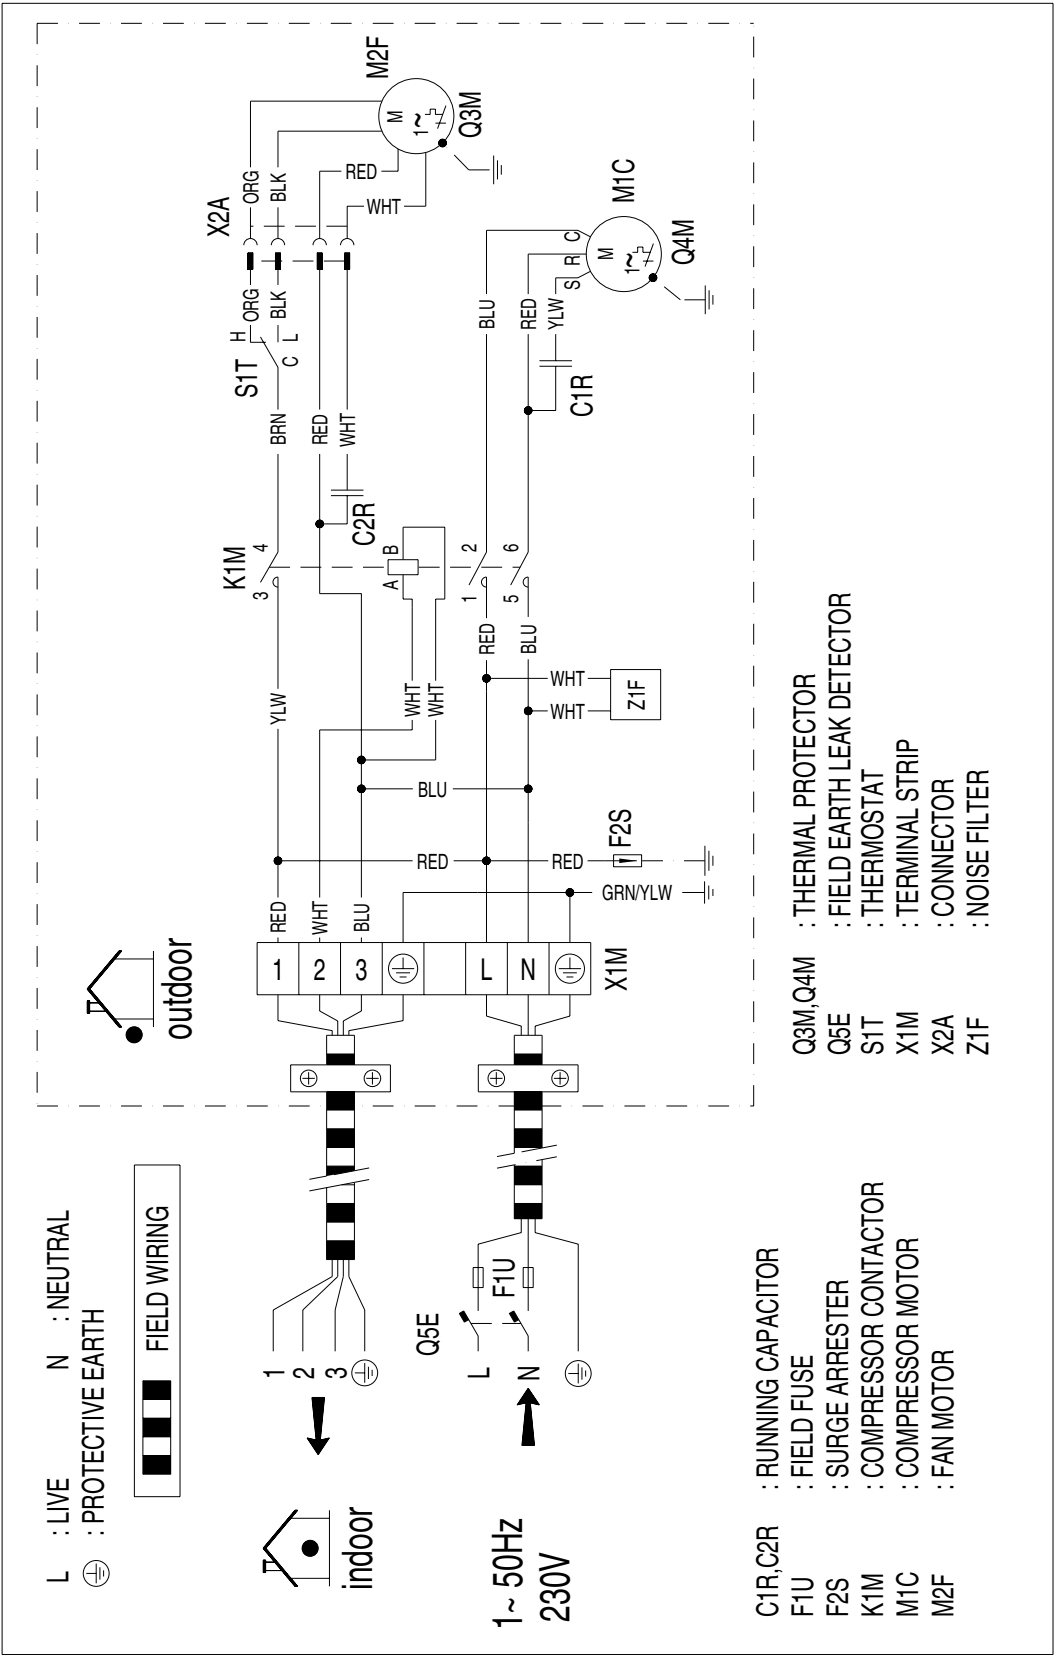 L : LIVE N : NEUTRAL
: PROTECTIVE EARTH
FIELD WIRING
outdoor
indoor
1~ 50Hz
230V
1
2
3
L
N
Q5E
F1U
1 2 3 L N
X1M
RED
WHT
BLU
RED
RED
F2S
GRN/YLW
BLU
YLW
WHT
WHT
WHT
WHT
Z1F
RED
BLU
K1M
3 4
A B
1 2
5 6
C2R
BRN
RED
WHT
S1T
H
C L
ORG
BLK
X2A
ORG
BLK
RED
WHT
M2F
M
1~
Q3M
BLU
RED
YLW
C1R
C
R
S
M1C
M
1~
Q4M
C1R,C2R : RUNNING CAPACITOR
F1U : FIELD FUSE
F2S : SURGE ARRESTER
K1M : COMPRESSOR CONTACTOR
M1C : COMPRESSOR MOTOR
M2F : FAN MOTOR
Q3M,Q4M : THERMAL PROTECTOR
Q5E : FIELD EARTH LEAK DETECTOR
S1T : THERMOSTAT
X1M : TERMINAL STRIP
X2A : CONNECTOR
Z1F : NOISE FILTER